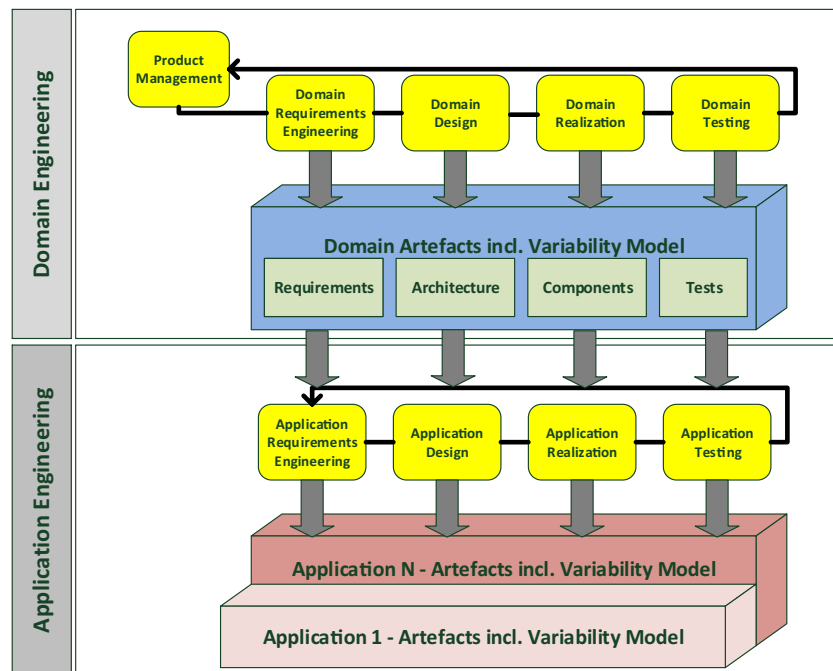 Domain Engineering
Product
Management
Domain
Requirements
Engineering
Domain
Design
Domain
Realization
Domain
Testing
Domain Artefacts incl. Variability Model
Requirements
Architecture
Components
Tests
Application Engineering
Application
Requirements
Engineering
Application
Design
Application
Realization
Application
Testing
Application N - Artefacts incl. Variability Model
Application 1 - Artefacts incl. Variability Model